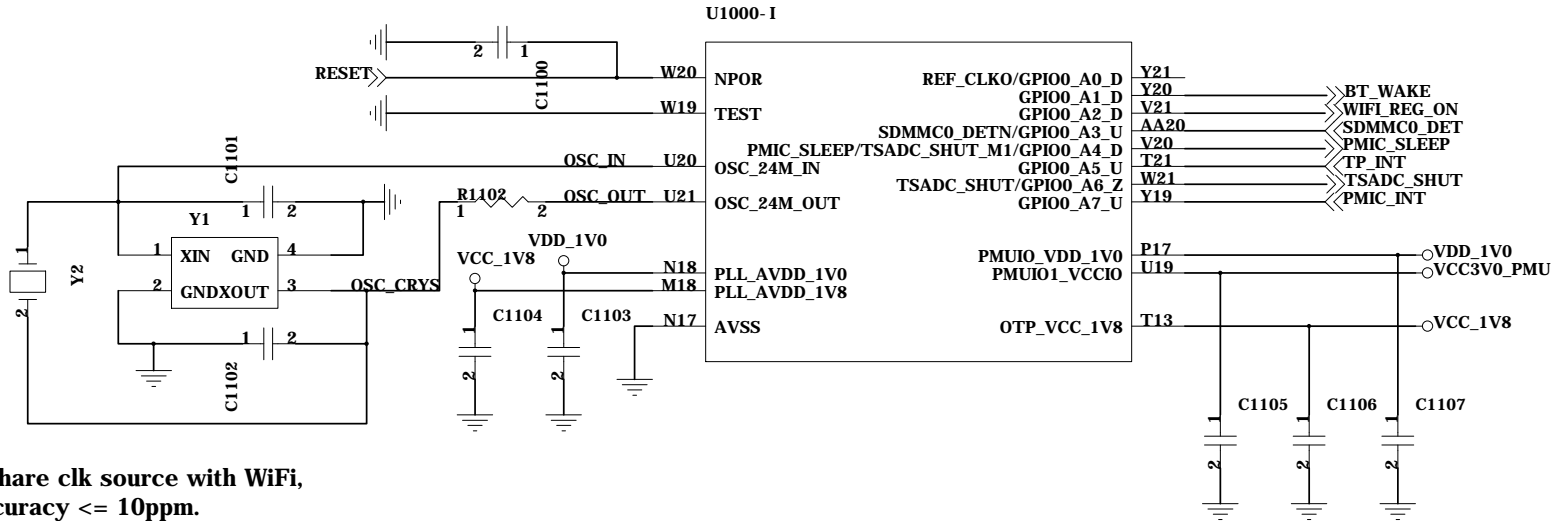 U1000-I
2 1
C1100
RESET
W20 NPOR
W19 TEST
C1101
OSC_IN U20 OSC_24M_IN
R1102
1 2
OSC_OUT U21 OSC_24M_OUT
1 2
Y1
1 XIN GND 4
2 GNDXOUT 3
OSC_CRYS
1
Y2
2
1 2
C1102
VDD_1V0
VCC_1V8
N18 PLL_AVDD_1V0
M18 PLL_AVDD_1V8
C1104
C1103
1 2
1 2
N17 AVSS
REF_CLKO/GPIO0_A0_D Y21
GPIO0_A1_D Y20 BT_WAKE
GPIO0_A2_D V21 WIFI_REG_ON
SDMMC0_DETN/GPIO0_A3_U AA20 SDMMC0_DET
PMIC_SLEEP/TSADC_SHUT_M1/GPIO0_A4_D V20 PMIC_SLEEP
GPIO0_A5_U T21 TP_INT
TSADC_SHUT/GPIO0_A6_Z W21 TSADC_SHUT
GPIO0_A7_U Y19 PMIC_INT
PMUIO_VDD_1V0 P17 VDD_1V0
PMUIO1_VCCIO U19 VCC3V0_PMU
OTP_VCC_1V8 T13 VCC_1V8
C1105
C1106
C1107
1 2
1 2
1 2
hare clk source with WiFi,
curacy <= 10ppm.